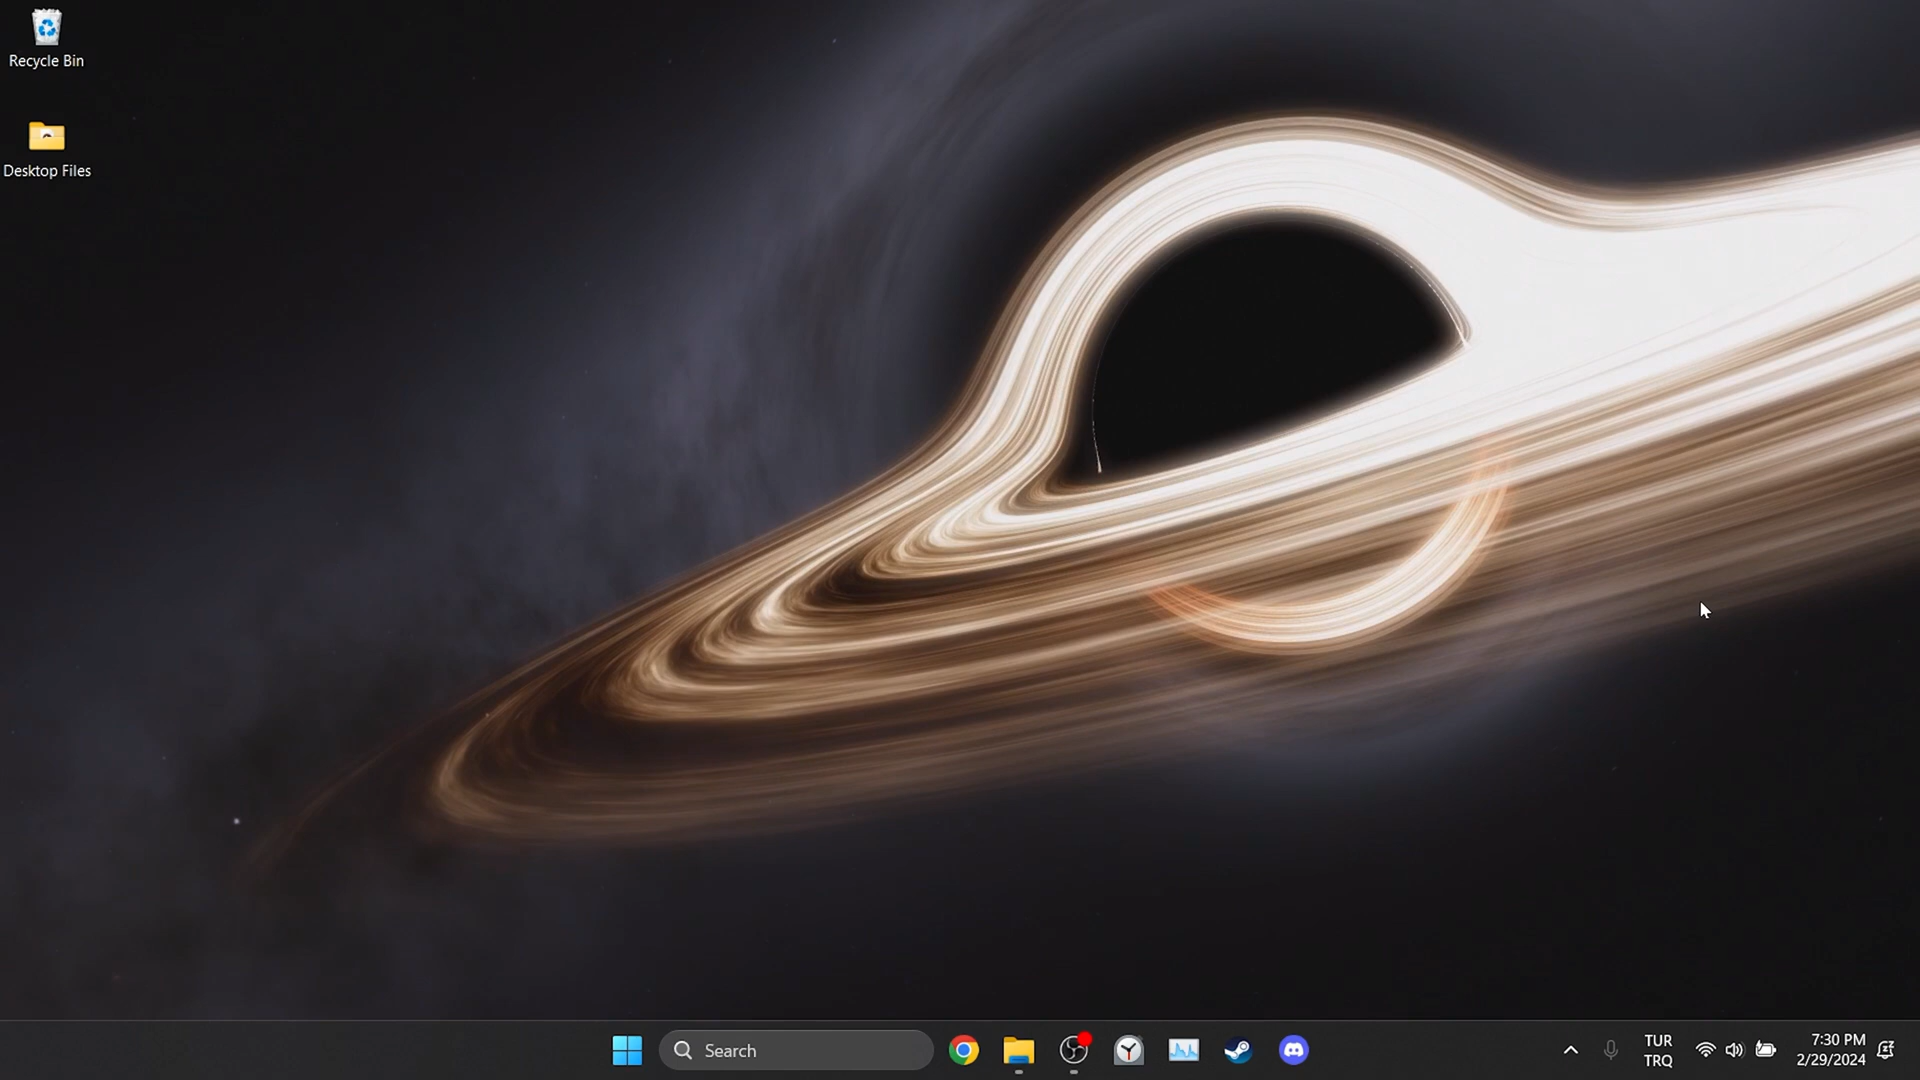 Recycle Bin
Desktop Files
Search
TUR
TRQ
7:30 PM
2/29/2024